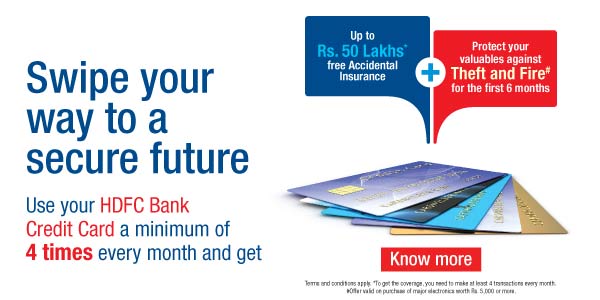 Swipe your
way to a
secure future
Use your HDFC Bank
Credit Card a minimum of
4 times every month and get
Up to
Rs. 50 Lakhs*
free Accidental
Insurance
+
Protect your
valuables against
Theft and Fire#
for the first 6 months
Know more
Terms and conditions apply. *To get the coverage, you need to make at least 4 transactions every month.
#Offer valid on purchase of major electronics worth Rs. 5,000 or more.